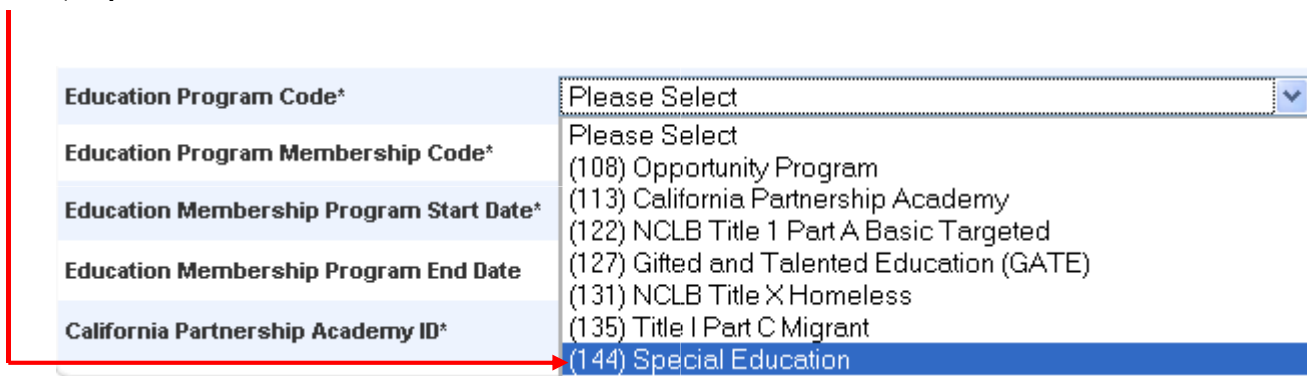 Education Program Code* Please Select
Please Select
Education Program Membership Code*
(108) Opportunity Program
(113) California Partnership Academy
Education Membership Program Start Date*
(122) NCLB Title 1 Part A Basic Targeted
Education Membership Program End Date
(127) Gifted and Talented Education (GATE)
(131) NCLB Title X Homeless
California Partnership Academy ID*
(135) Title I Part C Migrant
(144) Special Education